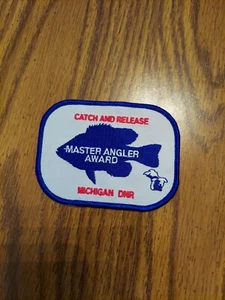 CATCH AND RELEASE
MASTER ANGLER
AWARD
MICHIGAN DNR